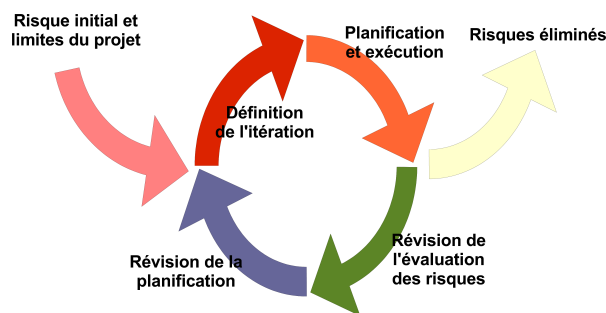 Risque initial et
limites du projet
Planification
et exécution
Risques éliminés
Définition
de l'itération
Révision de la
planification
Révision de
l'évaluation
des risques